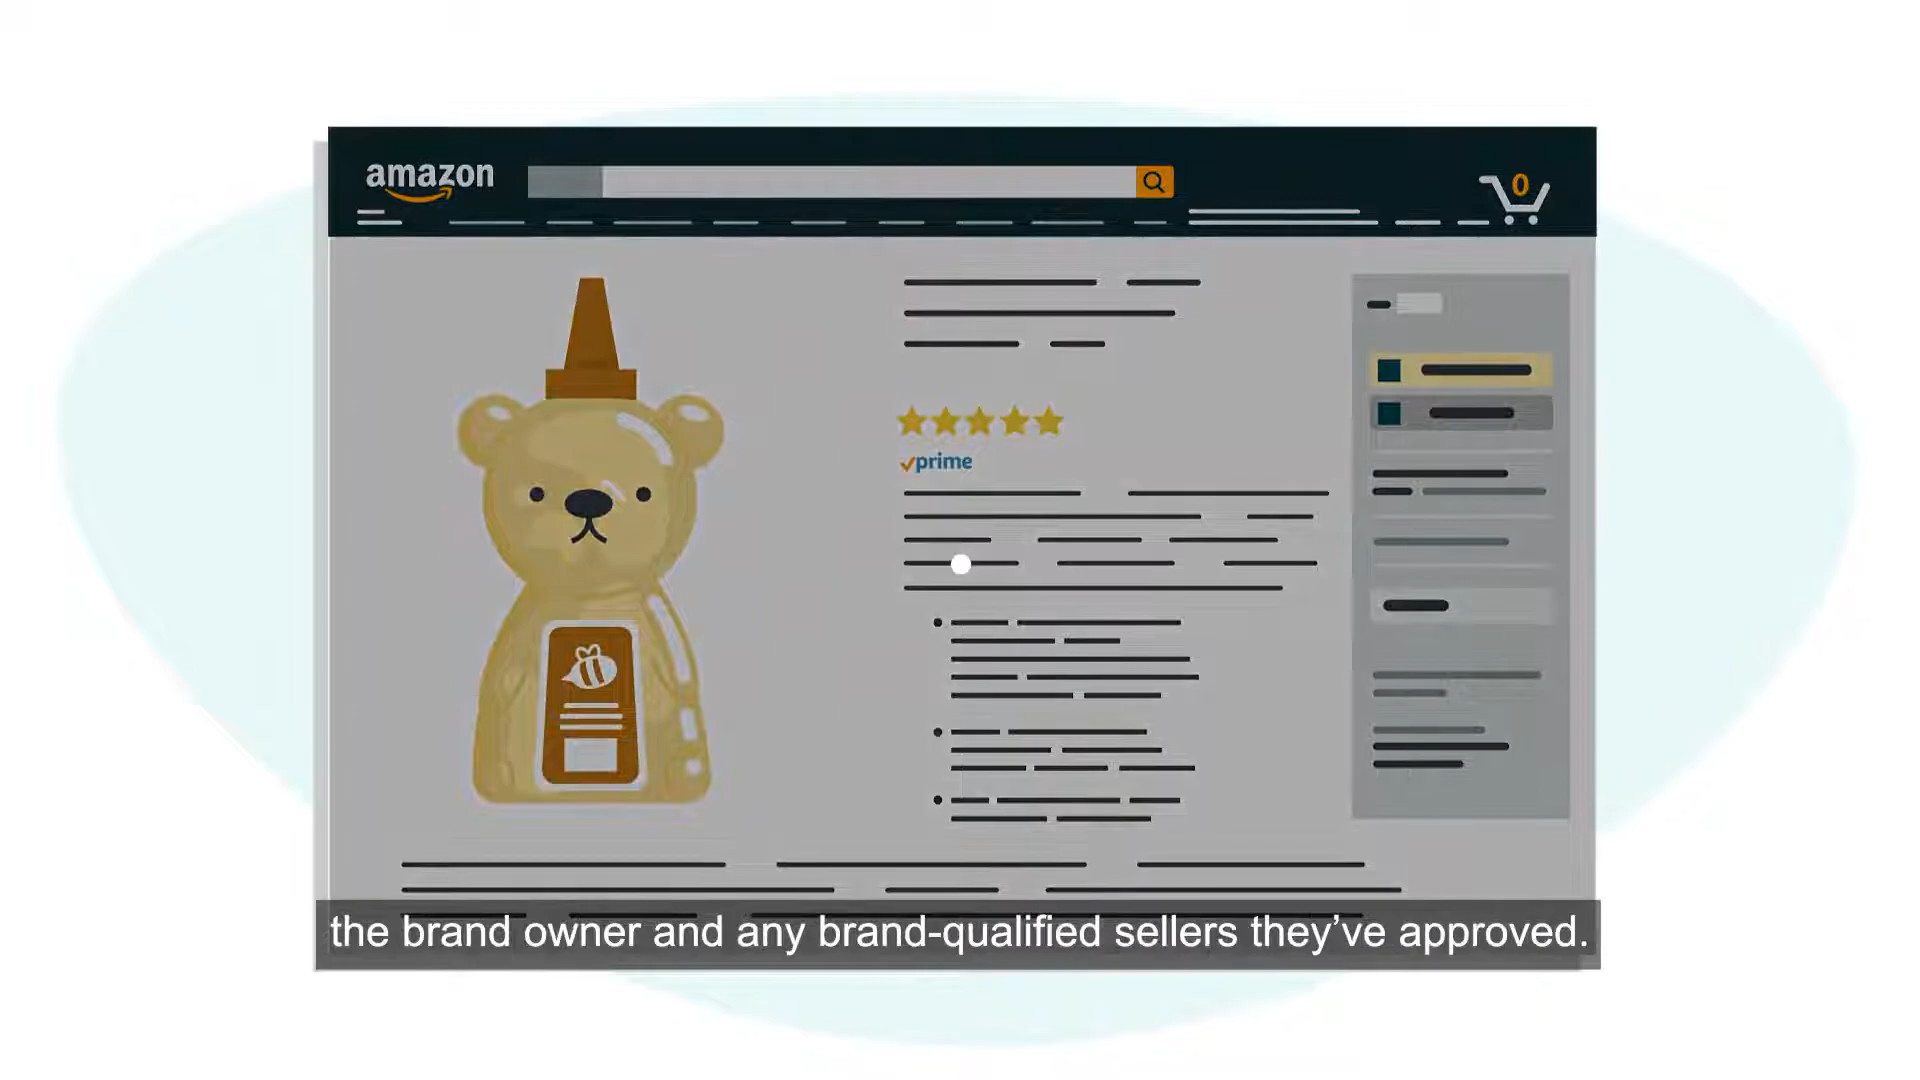 amazon
0
prime
the brand owner and any brand-qualified sellers they’ve approved.